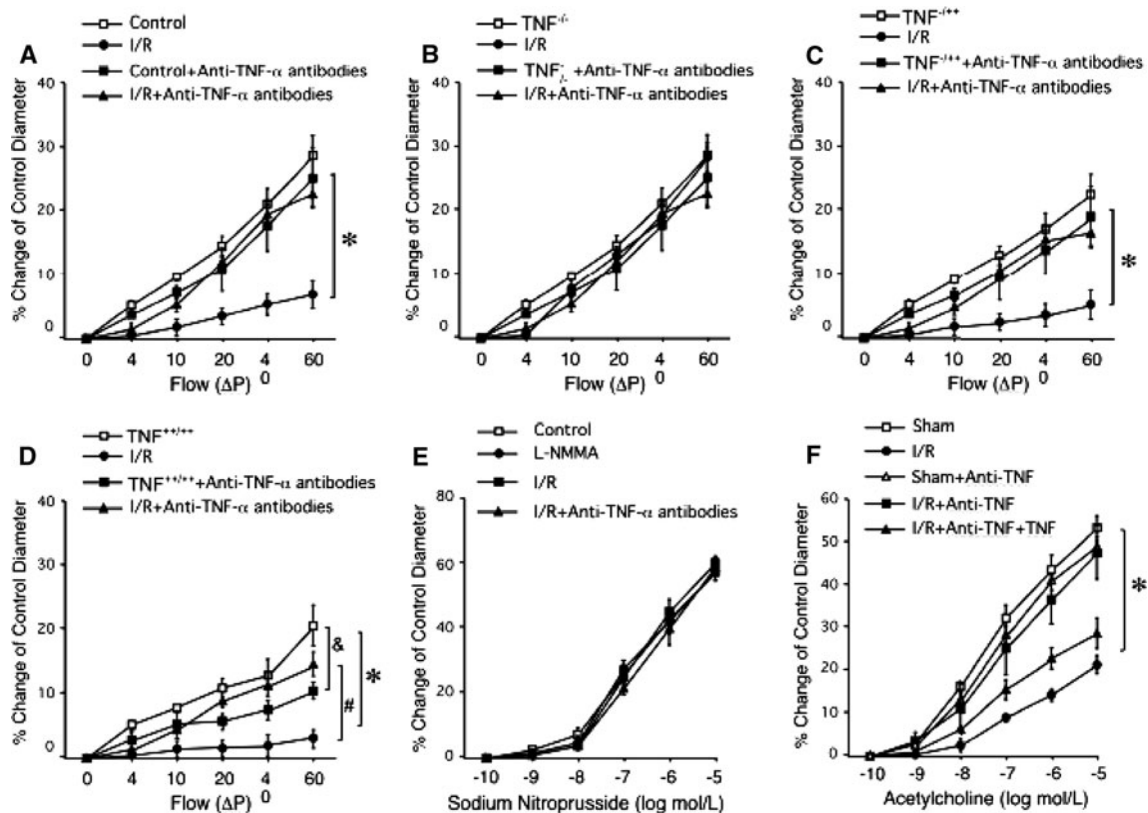 A
Control
I/R
Control+Anti-TNF-α antibodies
I/R+Anti-TNF-α antibodies
% Change of Control Diameter
40
30
20
10
0
*
0 4 10 20 4 60
0
Flow (ΔP)
B
TNF-/-
I/R
TNF-/- +Anti-TNF-α antibodies
I/R+Anti-TNF-α antibodies
% Change of Control Diameter
40
30
20
10
0
0 4 10 20 4 60
0
Flow (ΔP)
C
TNF-/++
I/R
TNF-/+++Anti-TNF-α antibodies
I/R+Anti-TNF-α antibodies
% Change of Control Diameter
40
30
20
10
0
*
0 4 10 20 4 60
0
Flow (ΔP)
D
TNF++/++
I/R
TNF++/+++Anti-TNF-α antibodies
I/R+Anti-TNF-α antibodies
% Change of Control Diameter
40
30
20
10
0
&
#
*
0 4 10 20 4 60
0
Flow (ΔP)
E
Control
L-NMMA
I/R
I/R+Anti-TNF-α antibodies
% Change of Control Diameter
80
60
40
20
0
-10 -9 -8 -7 -6 -5
Sodium Nitroprusside (log mol/L)
F
Sham
I/R
Sham+Anti-TNF
I/R+Anti-TNF
I/R+Anti-TNF+TNF
% Change of Control Diameter
60
50
40
30
20
10
0
*
-10 -9 -8 -7 -6 -5
Acetylcholine (log mol/L)